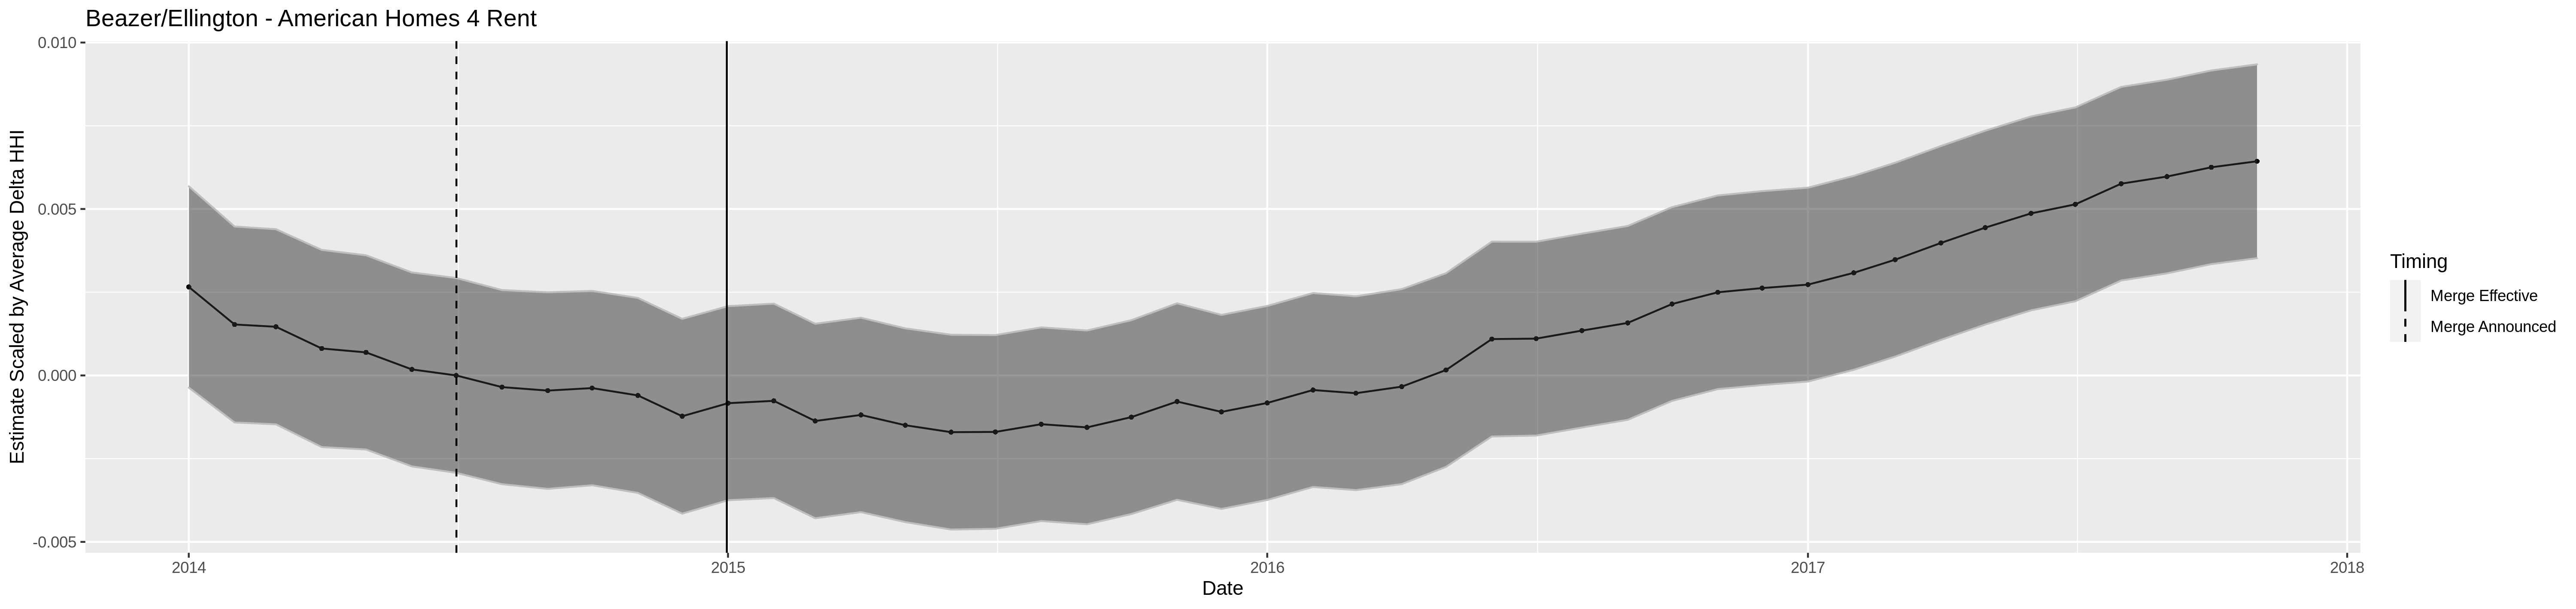 Beazer/Ellington - American Homes 4 Rent
Estimate Scaled by Average Delta HHI
0.010
0.005
0.000
-0.005
2014
2015
2016
2017
2018
Date
Timing
Merge Effective
Merge Announced